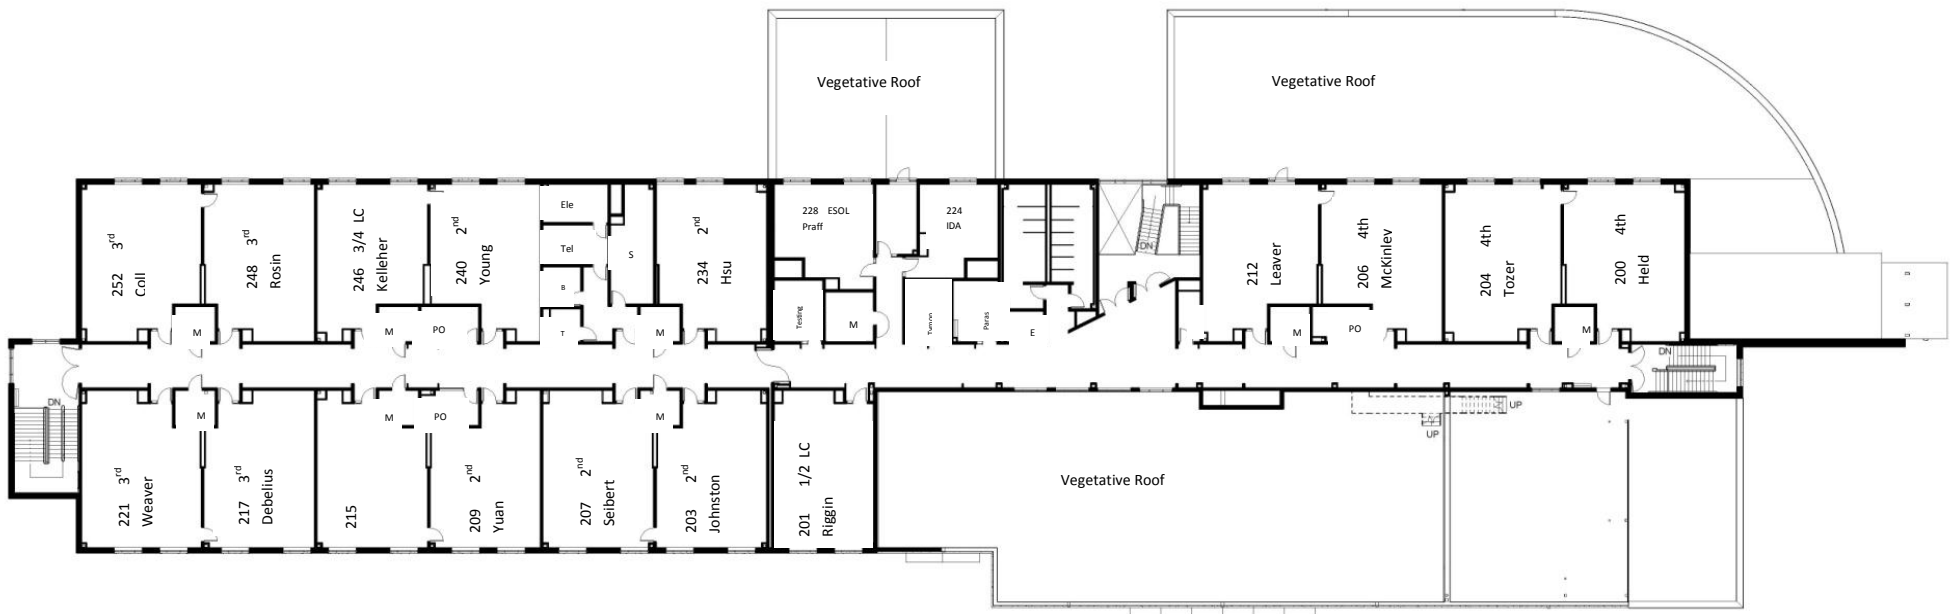 Vegetative Roof
Vegetative Roof
252 3rd
Coll
248 3rd
Rosin
246 3/4 LC
Kelleher
240 2nd
Young
Ele
Tel
B
T
S
234 2nd
Hsu
228 ESOL
Praff
224
IDA
Testing
M
Paras
E
DN
212
Leaver
206 4th
McKinley
204 4th
Tozer
200 4th
Held
M
M
PO
M
M
PO
M
DN
DN
M
M
PO
M
UP
UP
221 3rd
Weaver
217 3rd
Debelius
215
209 2nd
Yuan
207 2nd
Seibert
203 2nd
Johnston
201 1/2 LC
Riggin
Vegetative Roof